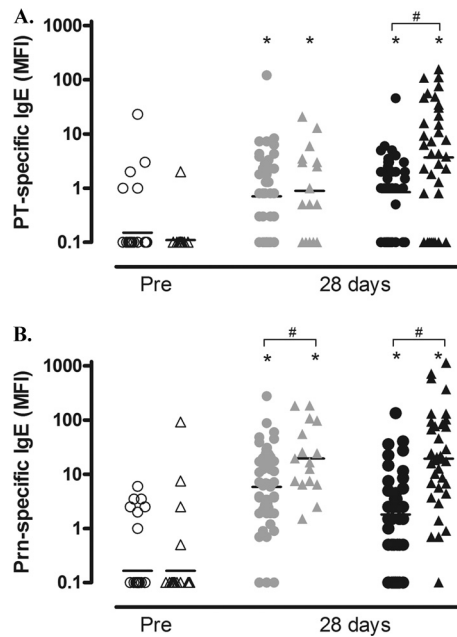 A.
PT-specific IgE (MFI)
1000
100
10
1
0.1
* * # * *
Pre 28 days
B.
Prn-specific IgE (MFI)
1000
100
10
1
0.1
# * * # * *
Pre 28 days